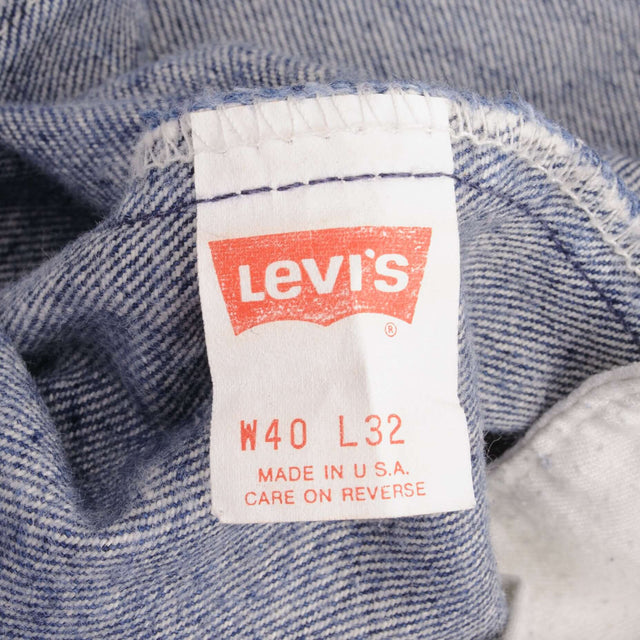 LEVI'S
®
W40 L32
MADE IN U.S.A.
CARE ON REVERSE